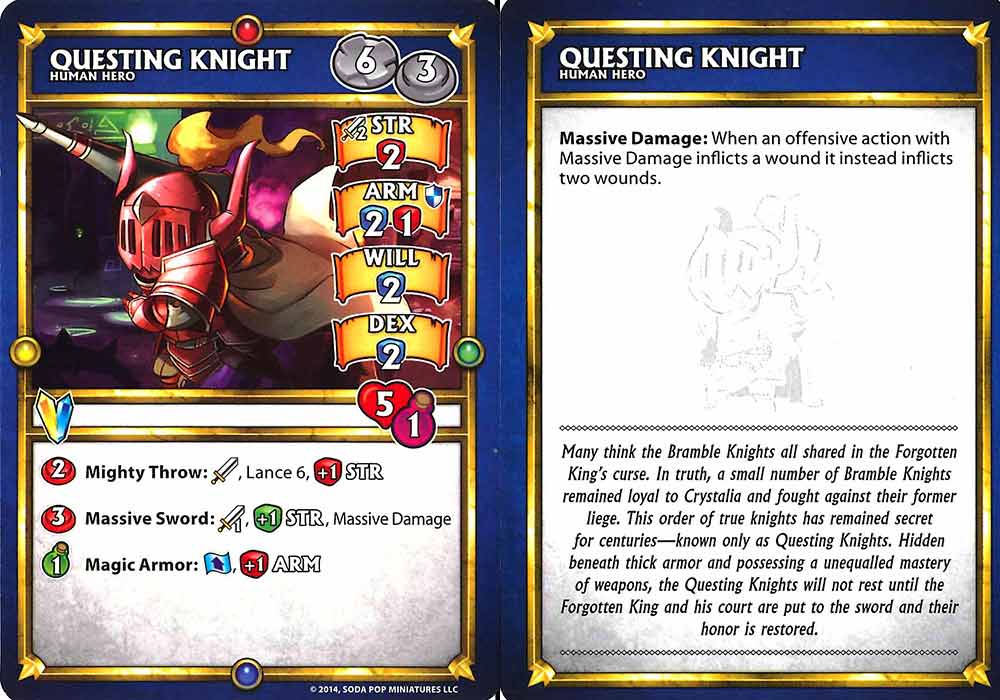 QUESTING KNIGHT
HUMAN HERO
6
3
2 STR
2
ARM
2 1
WILL
2
DEX
2
5
1
2 Mighty Throw: , Lance 6, +1 STR
3 Massive Sword: 1, +1 STR, Massive Damage
1 Magic Armor: , +1 ARM
© 2014, SODA POP MINIATURES LLC
QUESTING KNIGHT
HUMAN HERO
Massive Damage: When an offensive action with
Massive Damage inflicts a wound it instead inflicts
two wounds.
Many think the Bramble Knights all shared in the Forgotten
King's curse. In truth, a small number of Bramble Knights
remained loyal to Crystalia and fought against their former
liege. This order of true knights has remained secret
for centuries—known only as Questing Knights. Hidden
beneath thick armor and possessing a unequalled mastery
of weapons, the Questing Knights will not rest until the
Forgotten King and his court are put to the sword and their
honor is restored.